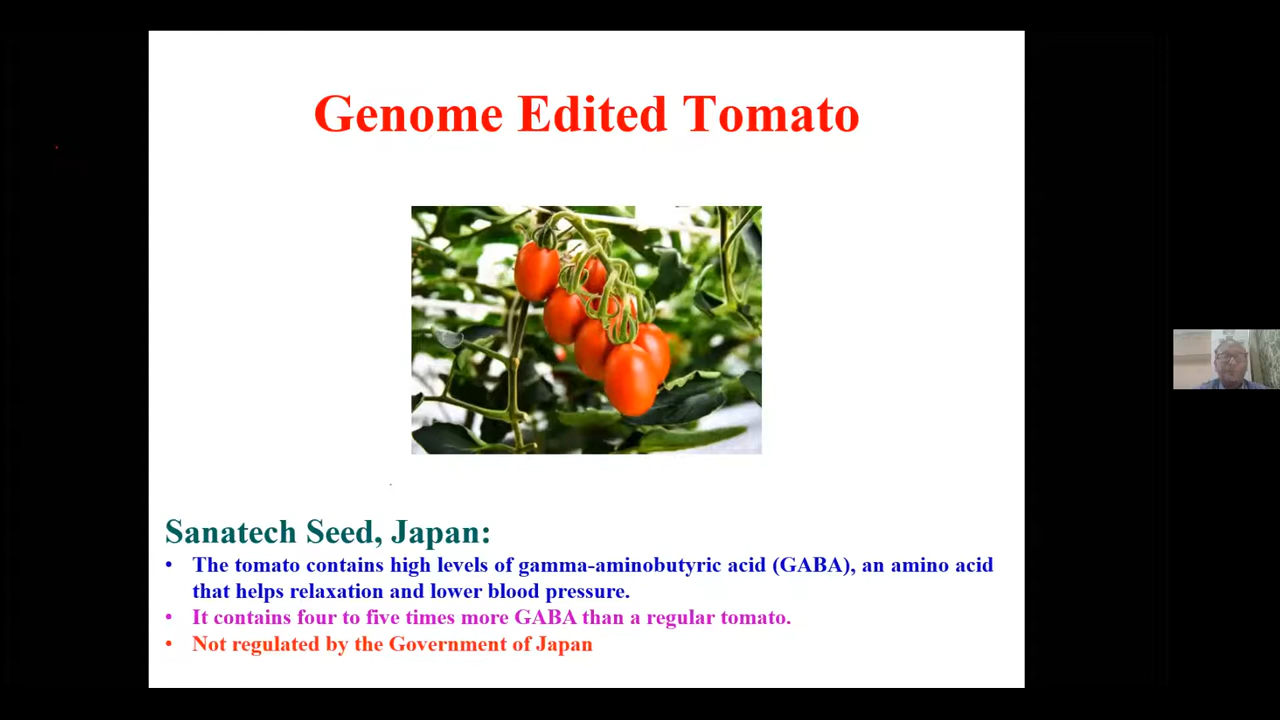 Genome Edited Tomato
Sanatech Seed, Japan:
• The tomato contains high levels of gamma-aminobutyric acid (GABA), an amino acid
that helps relaxation and lower blood pressure.
• It contains four to five times more GABA than a regular tomato.
• Not regulated by the Government of Japan